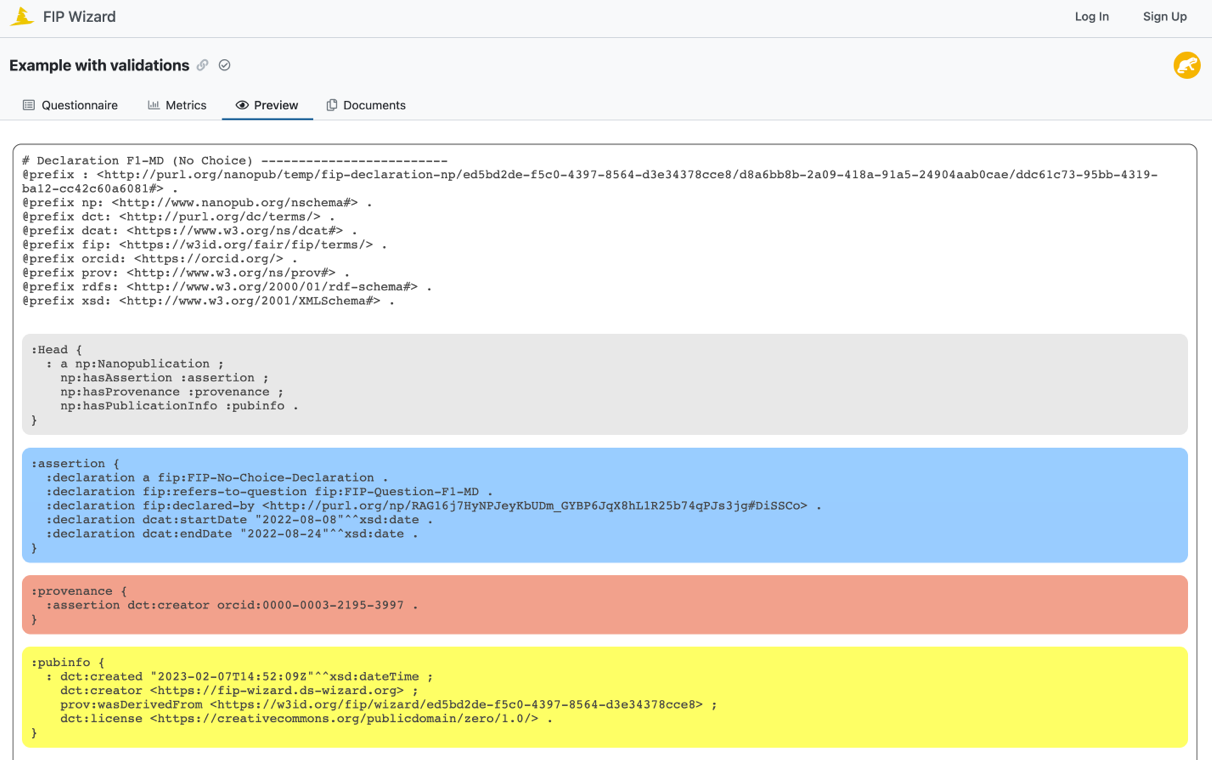 FIP Wizard
Log In
Sign Up
Example with validations
Questionnaire
Metrics
Preview
Documents
# Declaration F1-MD (No Choice) -------------------------
@prefix : <http://purl.org/nanopub/temp/fip-declaration-np/ed5bd2de-f5c0-4397-8564-d3e34378cce8/d8a6bb8b-2a09-418a-91a5-24904aab0cae/ddc61c73-95bb-4319-
ba12-cc42c60a6081#> .
@prefix np: <http://www.nanopub.org/nschema#> .
@prefix dct: <http://purl.org/dc/terms/> .
@prefix dcat: <https://www.w3.org/ns/dcat#> .
@prefix fip: <https://w3id.org/fair/fip/terms/> .
@prefix orcid: <https://orcid.org/> .
@prefix prov: <http://www.w3.org/ns/prov#> .
@prefix rdfs: <http://www.w3.org/2000/01/rdf-schema#> .
@prefix xsd: <http://www.w3.org/2001/XMLSchema#> .
:Head {
  : a np:Nanopublication ;
    np:hasAssertion :assertion ;
    np:hasProvenance :provenance ;
    np:hasPublicationInfo :pubinfo .
}
:assertion {
  :declaration a fip:FIP-No-Choice-Declaration .
  :declaration fip:refers-to-question fip:FIP-Question-F1-MD .
  :declaration fip:declared-by <http://purl.org/np/RAG16j7HyNPJeyKbUDm_GYBP6JqX8hL1R25b74qPJs3jg#DiSSCo> .
  :declaration dcat:startDate "2022-08-08"^^xsd:date .
  :declaration dcat:endDate "2022-08-24"^^xsd:date .
}
:provenance {
  :assertion dct:creator orcid:0000-0003-2195-3997 .
}
:pubinfo {
  : dct:created "2023-02-07T14:52:09Z"^^xsd:dateTime ;
    dct:creator <https://fip-wizard.ds-wizard.org> ;
    prov:wasDerivedFrom <https://w3id.org/fip/wizard/ed5bd2de-f5c0-4397-8564-d3e34378cce8> ;
    dct:license <https://creativecommons.org/publicdomain/zero/1.0/> .
}